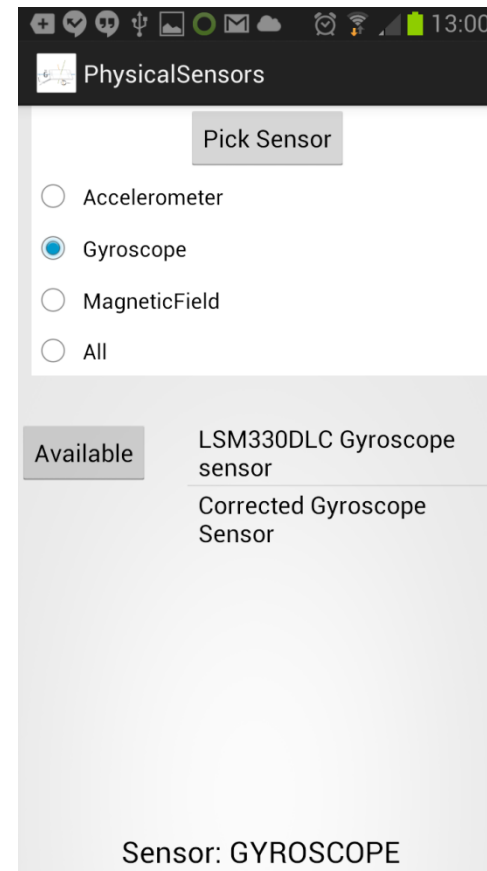 13:00
PhysicalSensors
Pick Sensor
Accelerometer
Gyroscope
MagneticField
All
Available
LSM330DLC Gyroscope
sensor
Corrected Gyroscope
Sensor
Sensor: GYROSCOPE